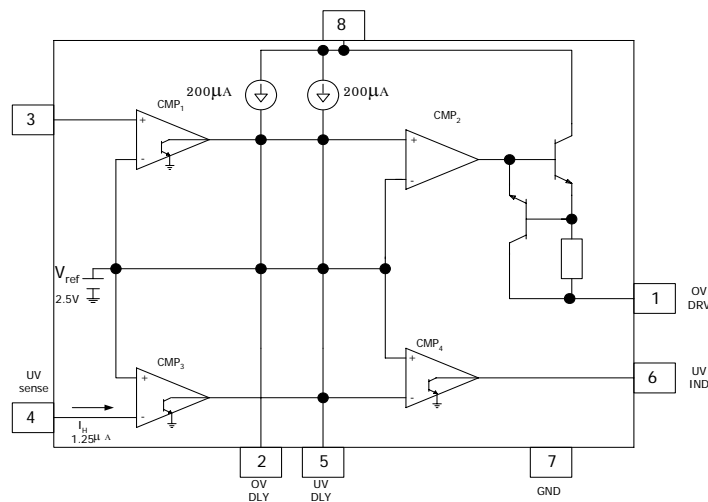 8
200μA
200μA
CMP1
CMP2
3
+
-
+
-
Vref
2.5V
1
OV
DRV
CMP3
CMP4
UV
sense
+
-
+
-
6
UV
IND
4
IH
1.25μA
2
5
7
OV
DLY
UV
DLY
GND